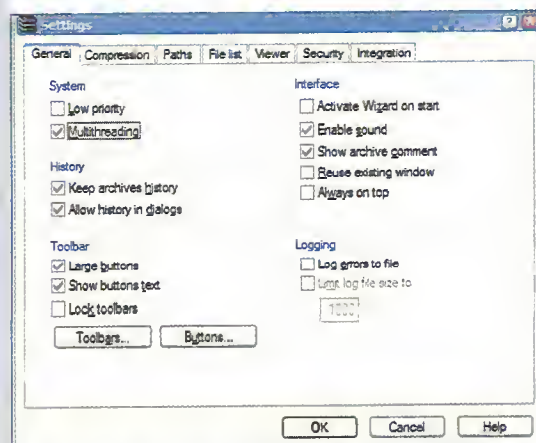 Settings
General Compression Paths File list Viewer Security Integration
System
Low priority
Multithreading
History
Keep archives history
Allow history in dialogs
Toolbar
Large buttons
Show buttons text
Lock toolbars
Toolbars... Buttons...
Interface
Activate Wizard on start
Enable sound
Show archive comment
Reuse existing window
Always on top
Logging
Log errors to file
Limit log file size to
1000
OK Cancel Help